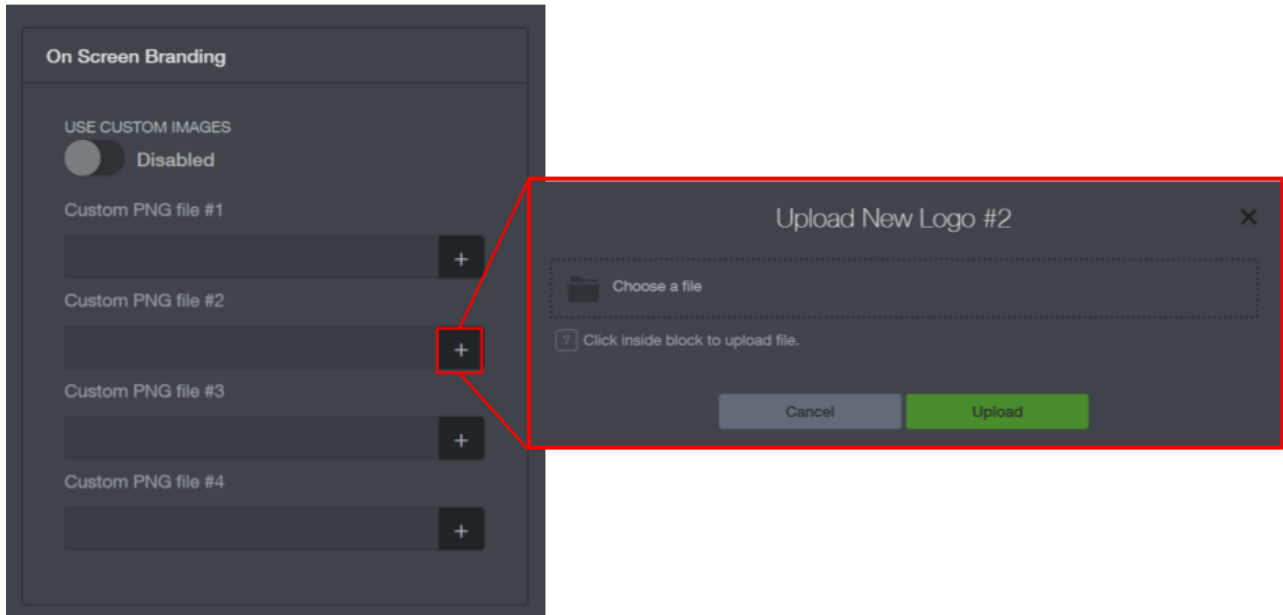 On Screen Branding
USE CUSTOM IMAGES
Disabled
Custom PNG file #1
+
Custom PNG file #2
+
Custom PNG file #3
+
Custom PNG file #4
+
Upload New Logo #2
×
Choose a file
? Click inside block to upload file.
Cancel
Upload